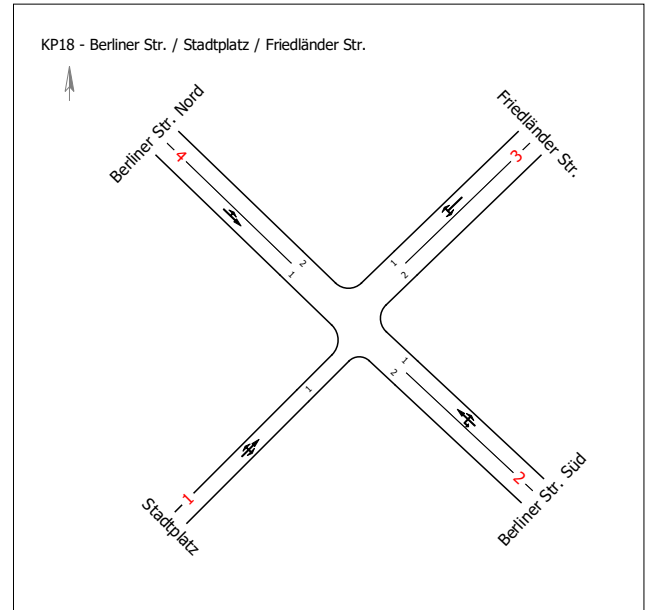 KP18 - Berliner Str. / Stadtplatz / Friedländer Str.
Berliner Str. Nord
Friedländer Str.
4
3
2
1
1
2
1
1
2
1
2
Stadtplatz
Berliner Str. Süd